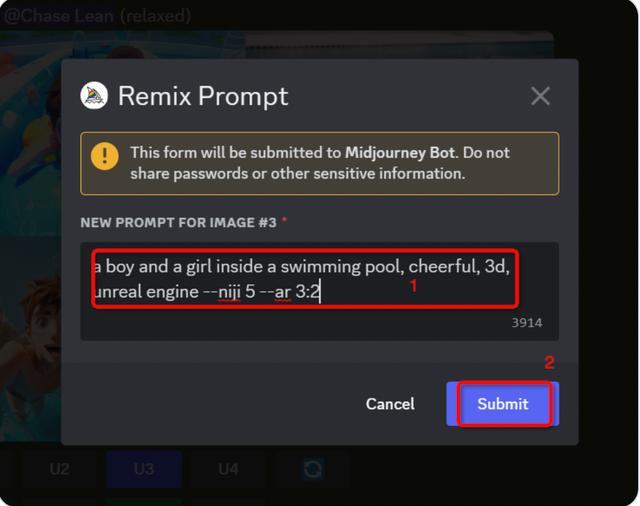 @Chase Lean (relaxed)
Remix Prompt
This form will be submitted to Midjourney Bot. Do not
share passwords or other sensitive information.
NEW PROMPT FOR IMAGE #3 *
a boy and a girl inside a swimming pool, cheerful, 3d,
unreal engine --niji 5 --ar 3:2
1
3914
2
Cancel Submit
U2 U3 U4